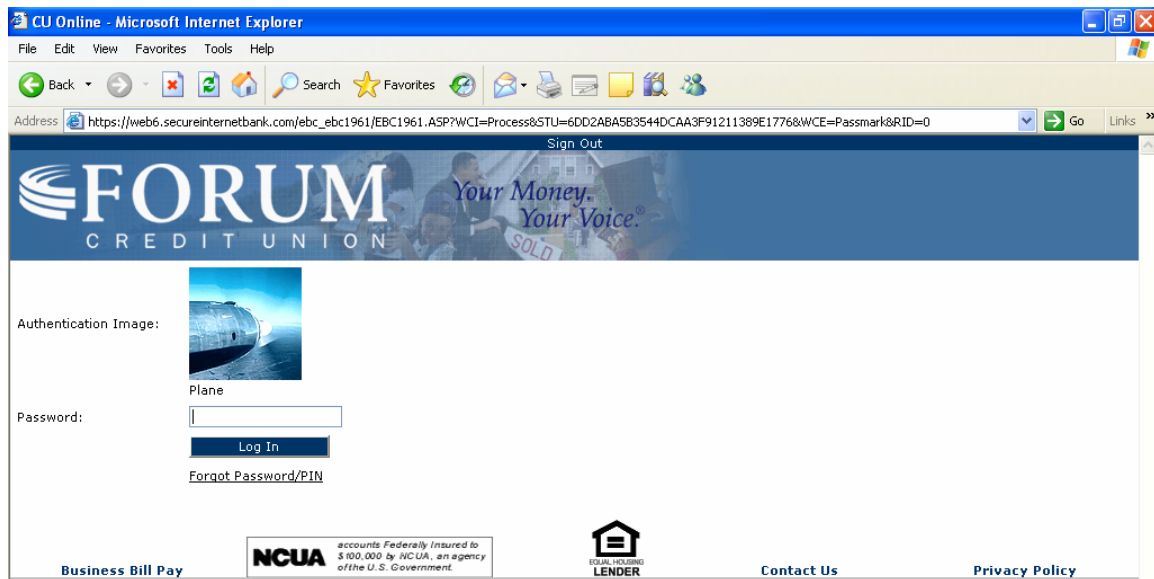 CU Online - Microsoft Internet Explorer
File Edit View Favorites Tools Help
Back Search Favorites
Address https://web6.secureinternetbank.com/ebc_ebc1961/EBC1961.ASP?WCI=Process&STU=6DD2ABA5B3544DCAA3F91211389E1776&WCE=Passmark&RID=0 Go Links »
Sign Out
FORUM
CREDIT UNION
Your Money.
Your Voice.®
SOLD
Authentication Image:
Plane
Password:
Log In
Forgot Password/PIN
NCUA
accounts Federally Insured to
$100,000 by NCUA, an agency
of the U.S. Government.
EQUAL HOUSING
LENDER
Business Bill Pay Contact Us Privacy Policy